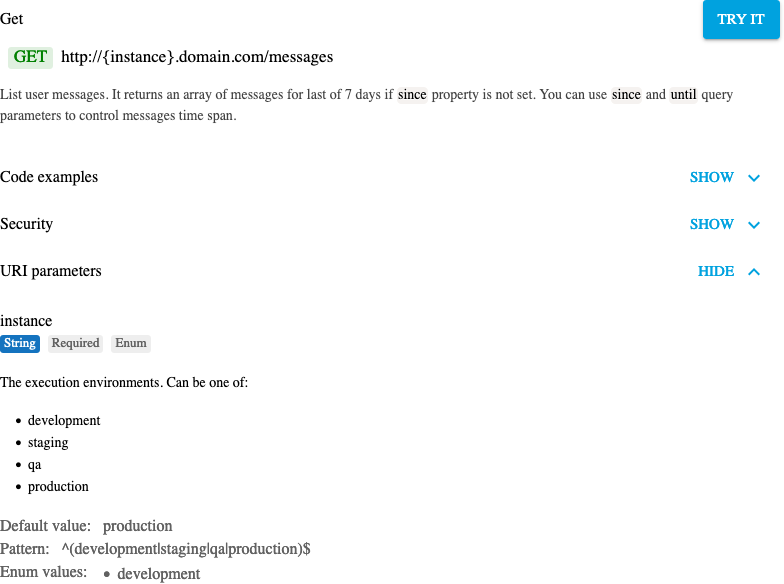 Get
TRY IT
GET http://{instance}.domain.com/messages
List user messages. It returns an array of messages for last of 7 days if since property is not set. You can use since and until query
parameters to control messages time span.
Code examples SHOW
Security SHOW
URI parameters HIDE
instance
String Required Enum
The execution environments. Can be one of:
• development
• staging
• qa
• production
Default value: production
Pattern: ^(development|staging|qa|production)$
Enum values: • development